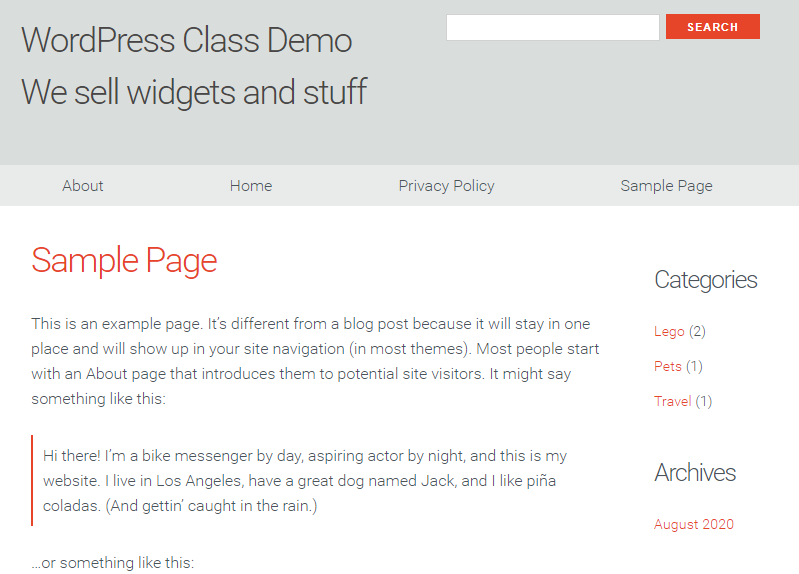 WordPress Class Demo
We sell widgets and stuff
SEARCH
About
Home
Privacy Policy
Sample Page
Sample Page
This is an example page. It’s different from a blog post because it will stay in one
place and will show up in your site navigation (in most themes). Most people start
with an About page that introduces them to potential site visitors. It might say
something like this:
Hi there! I’m a bike messenger by day, aspiring actor by night, and this is my
website. I live in Los Angeles, have a great dog named Jack, and I like piña
coladas. (And gettin’ caught in the rain.)
…or something like this:
Categories
Lego (2)
Pets (1)
Travel (1)
Archives
August 2020